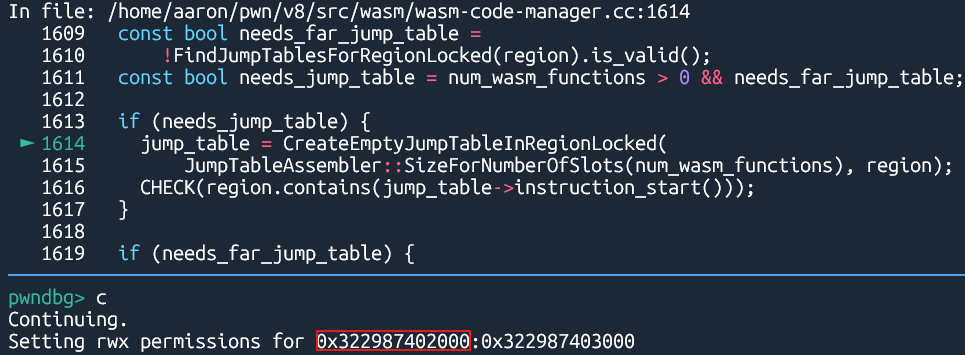 In file: /home/aaron/pwn/v8/src/wasm/wasm-code-manager.cc:1614
1609 const bool needs_far_jump_table =
1610 !FindJumpTablesForRegionLocked(region).is_valid();
1611 const bool needs_jump_table = num_wasm_functions > 0 && needs_far_jump_table;
1612
1613 if (needs_jump_table) {
► 1614 jump_table = CreateEmptyJumpTableInRegionLocked(
1615 JumpTableAssembler::SizeForNumberOfSlots(num_wasm_functions), region);
1616 CHECK(region.contains(jump_table->instruction_start()));
1617 }
1618
1619 if (needs_far_jump_table) {
pwndbg> c
Continuing.
Setting rwx permissions for 0x322987402000:0x322987403000